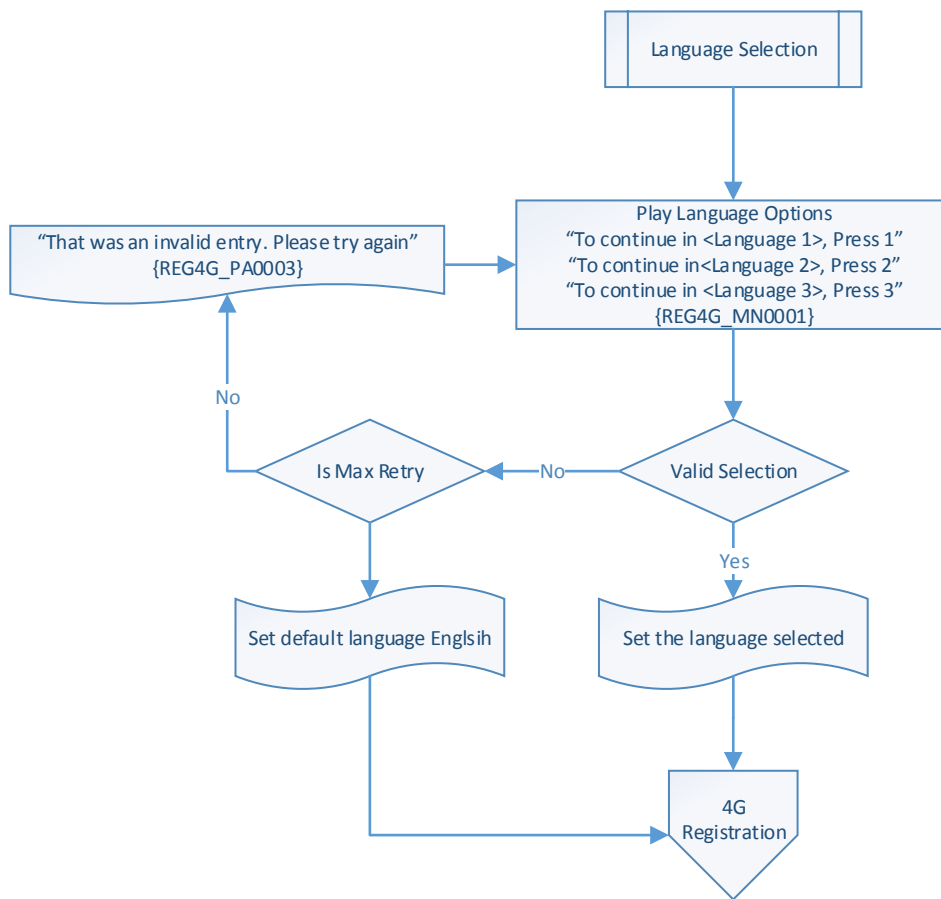 Language Selection
Play Language Options
“To continue in <Language 1>, Press 1”
“To continue in<Language 2>, Press 2”
“To continue in <Language 3>, Press 3”
{REG4G_MN0001}
“That was an invalid entry. Please try again”
{REG4G_PA0003}
No
Is Max Retry
No
Valid Selection
Yes
Set default language Englsih
Set the language selected
4G
Registration